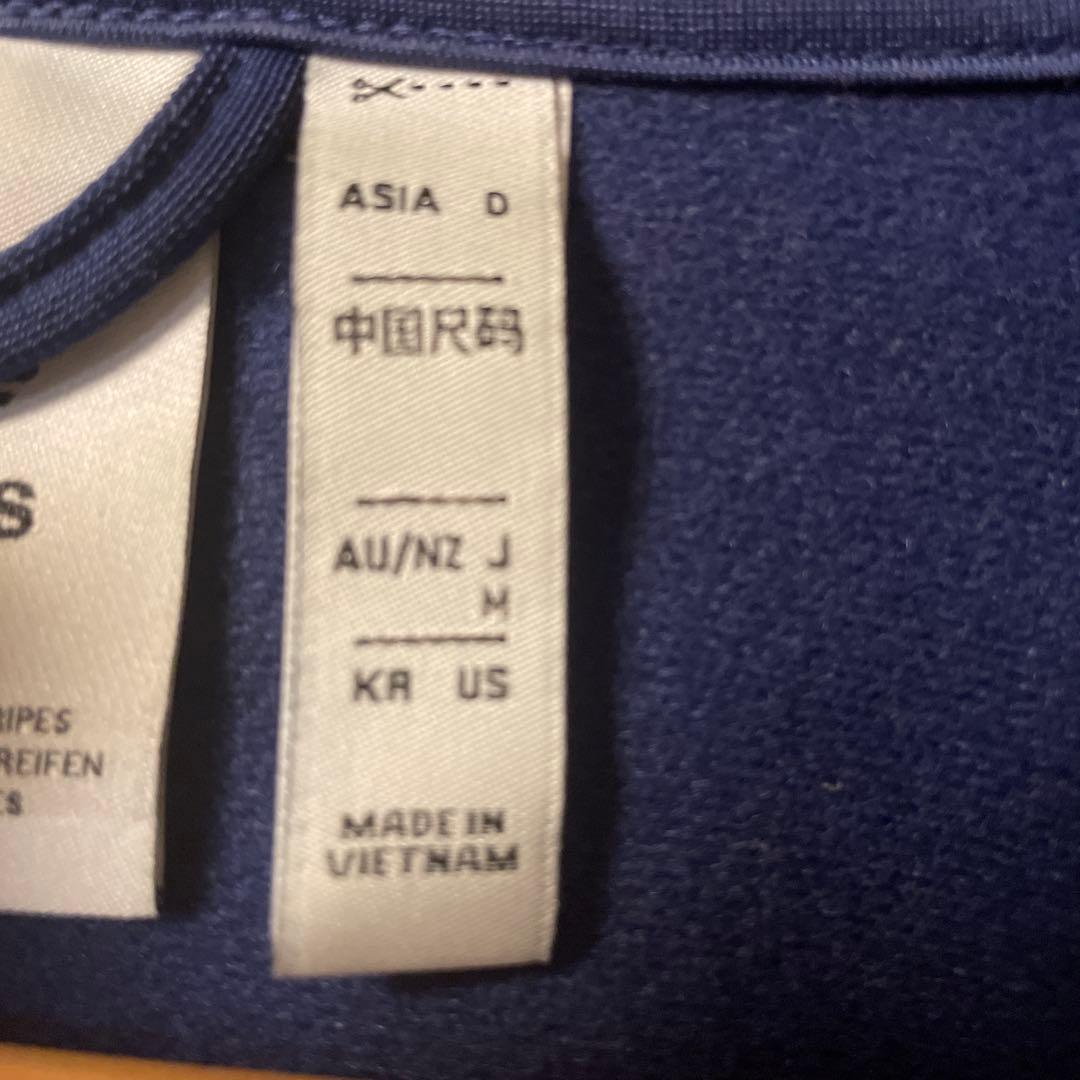 ASIA D
中国尺码
AU/NZ J
M
KR US
MADE IN
VIETNAM
S
RIPES
REIFEN
ES